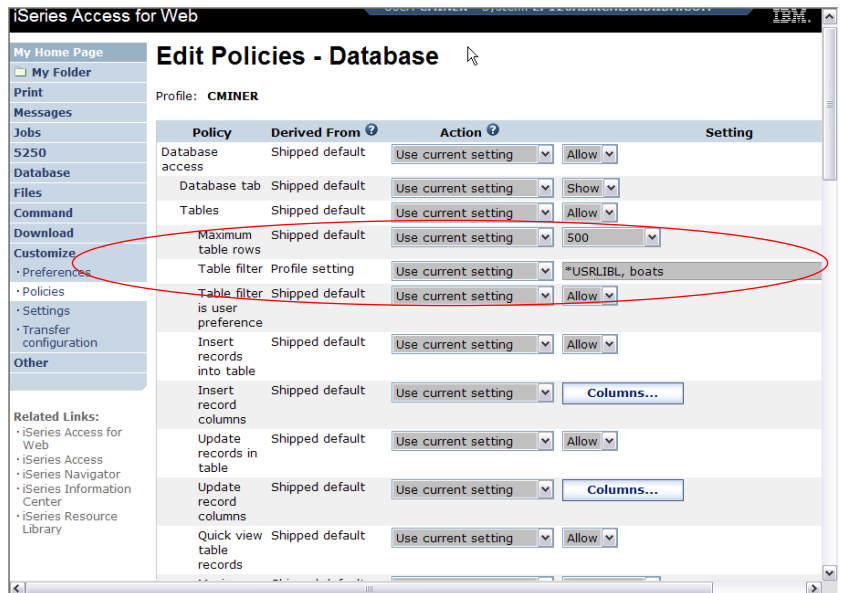 iSeries Access for Web
IBM.
My Home Page
My Folder
Print
Messages
Jobs
5250
Database
Files
Command
Download
Customize
· Preferences
· Policies
· Settings
· Transfer
configuration
Other
Related Links:
· iSeries Access for
Web
· iSeries Access
· iSeries Navigator
· iSeries Information
Center
· iSeries Resource
Library
Edit Policies - Database
Profile: CMINER
Policy Derived From ? Action ? Setting
Database
access Shipped default Use current setting Allow
Database tab Shipped default Use current setting Show
Tables Shipped default Use current setting Allow
Maximum
table rows Shipped default Use current setting 500
Table filter Profile setting Use current setting *USRLIBL, boats
Table filter
is user
preference Shipped default Use current setting Allow
Insert
records
into table Shipped default Use current setting Allow
Insert
record
columns Shipped default Use current setting Columns...
Update
records in
table Shipped default Use current setting Allow
Update
record
columns Shipped default Use current setting Columns...
Quick view
table
records Shipped default Use current setting Allow